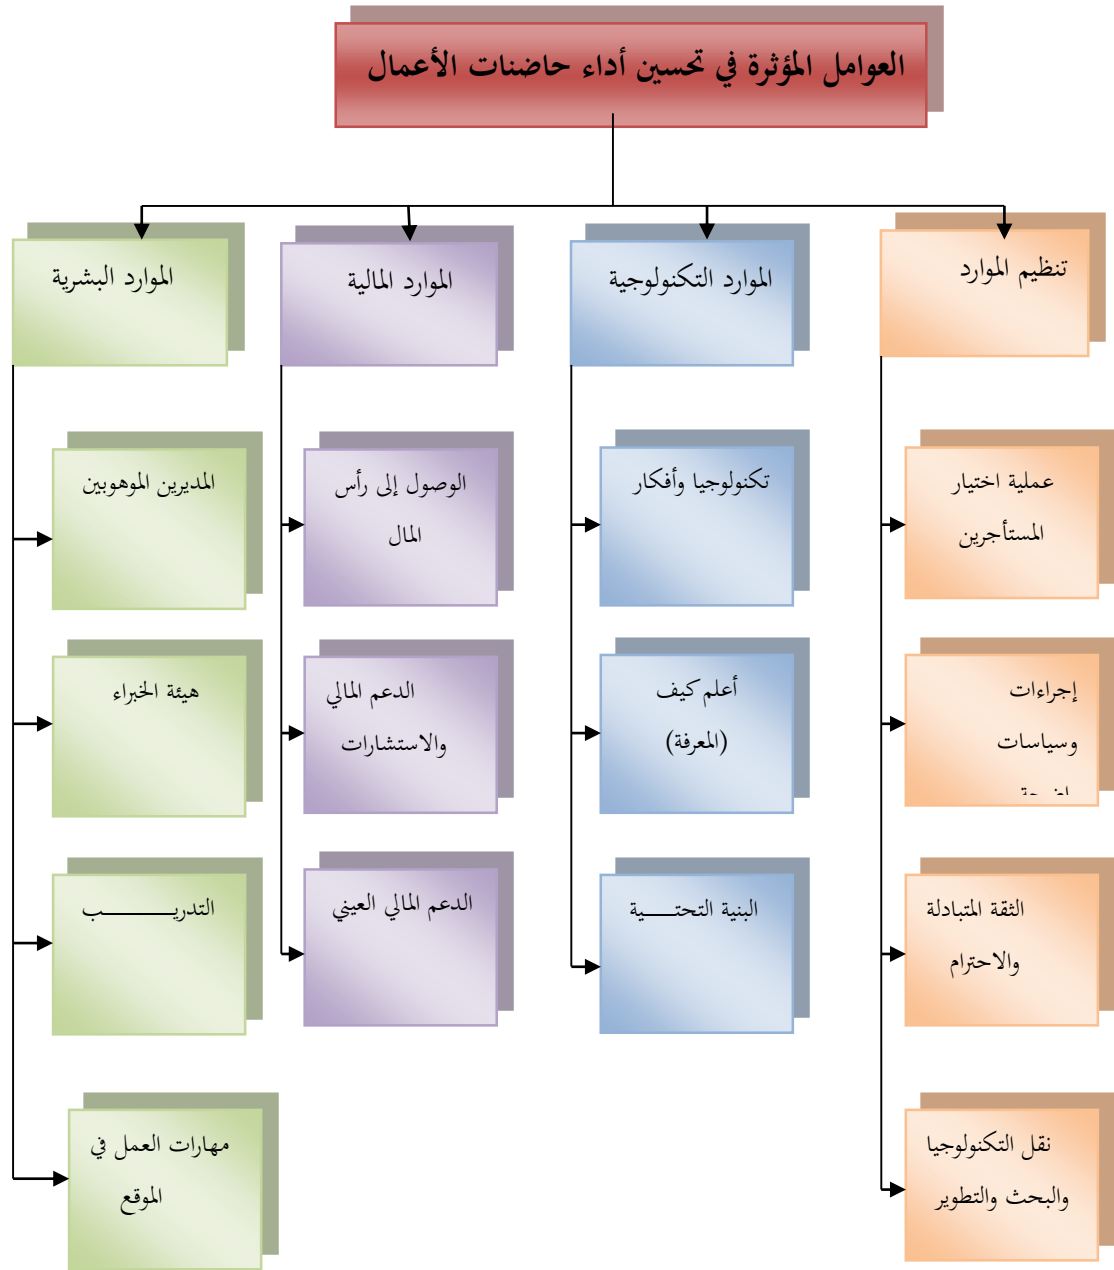 العوامل المؤثرة في تحسين أداء حاضنات الأعمال
تنظيم الموارد
الموارد التكنولوجية
الموارد المالية
الموارد البشرية
عملية اختيار
المستأجرين
إجراءات
وسياسات
الثقة المتبادلة
والاحترام
نقل التكنولوجيا
والبحث والتطوير
تكنولوجيا وأفكار
أعلم كيف
(المعرفة)
البنية التحتـــــية
الوصول إلى رأس
المال
الدعم المالي
والاستشارات
الدعم المالي العيني
المديرين الموهوبين
هيئة الخبراء
التدريـــــــــــب
مهارات العمل في
الموقع